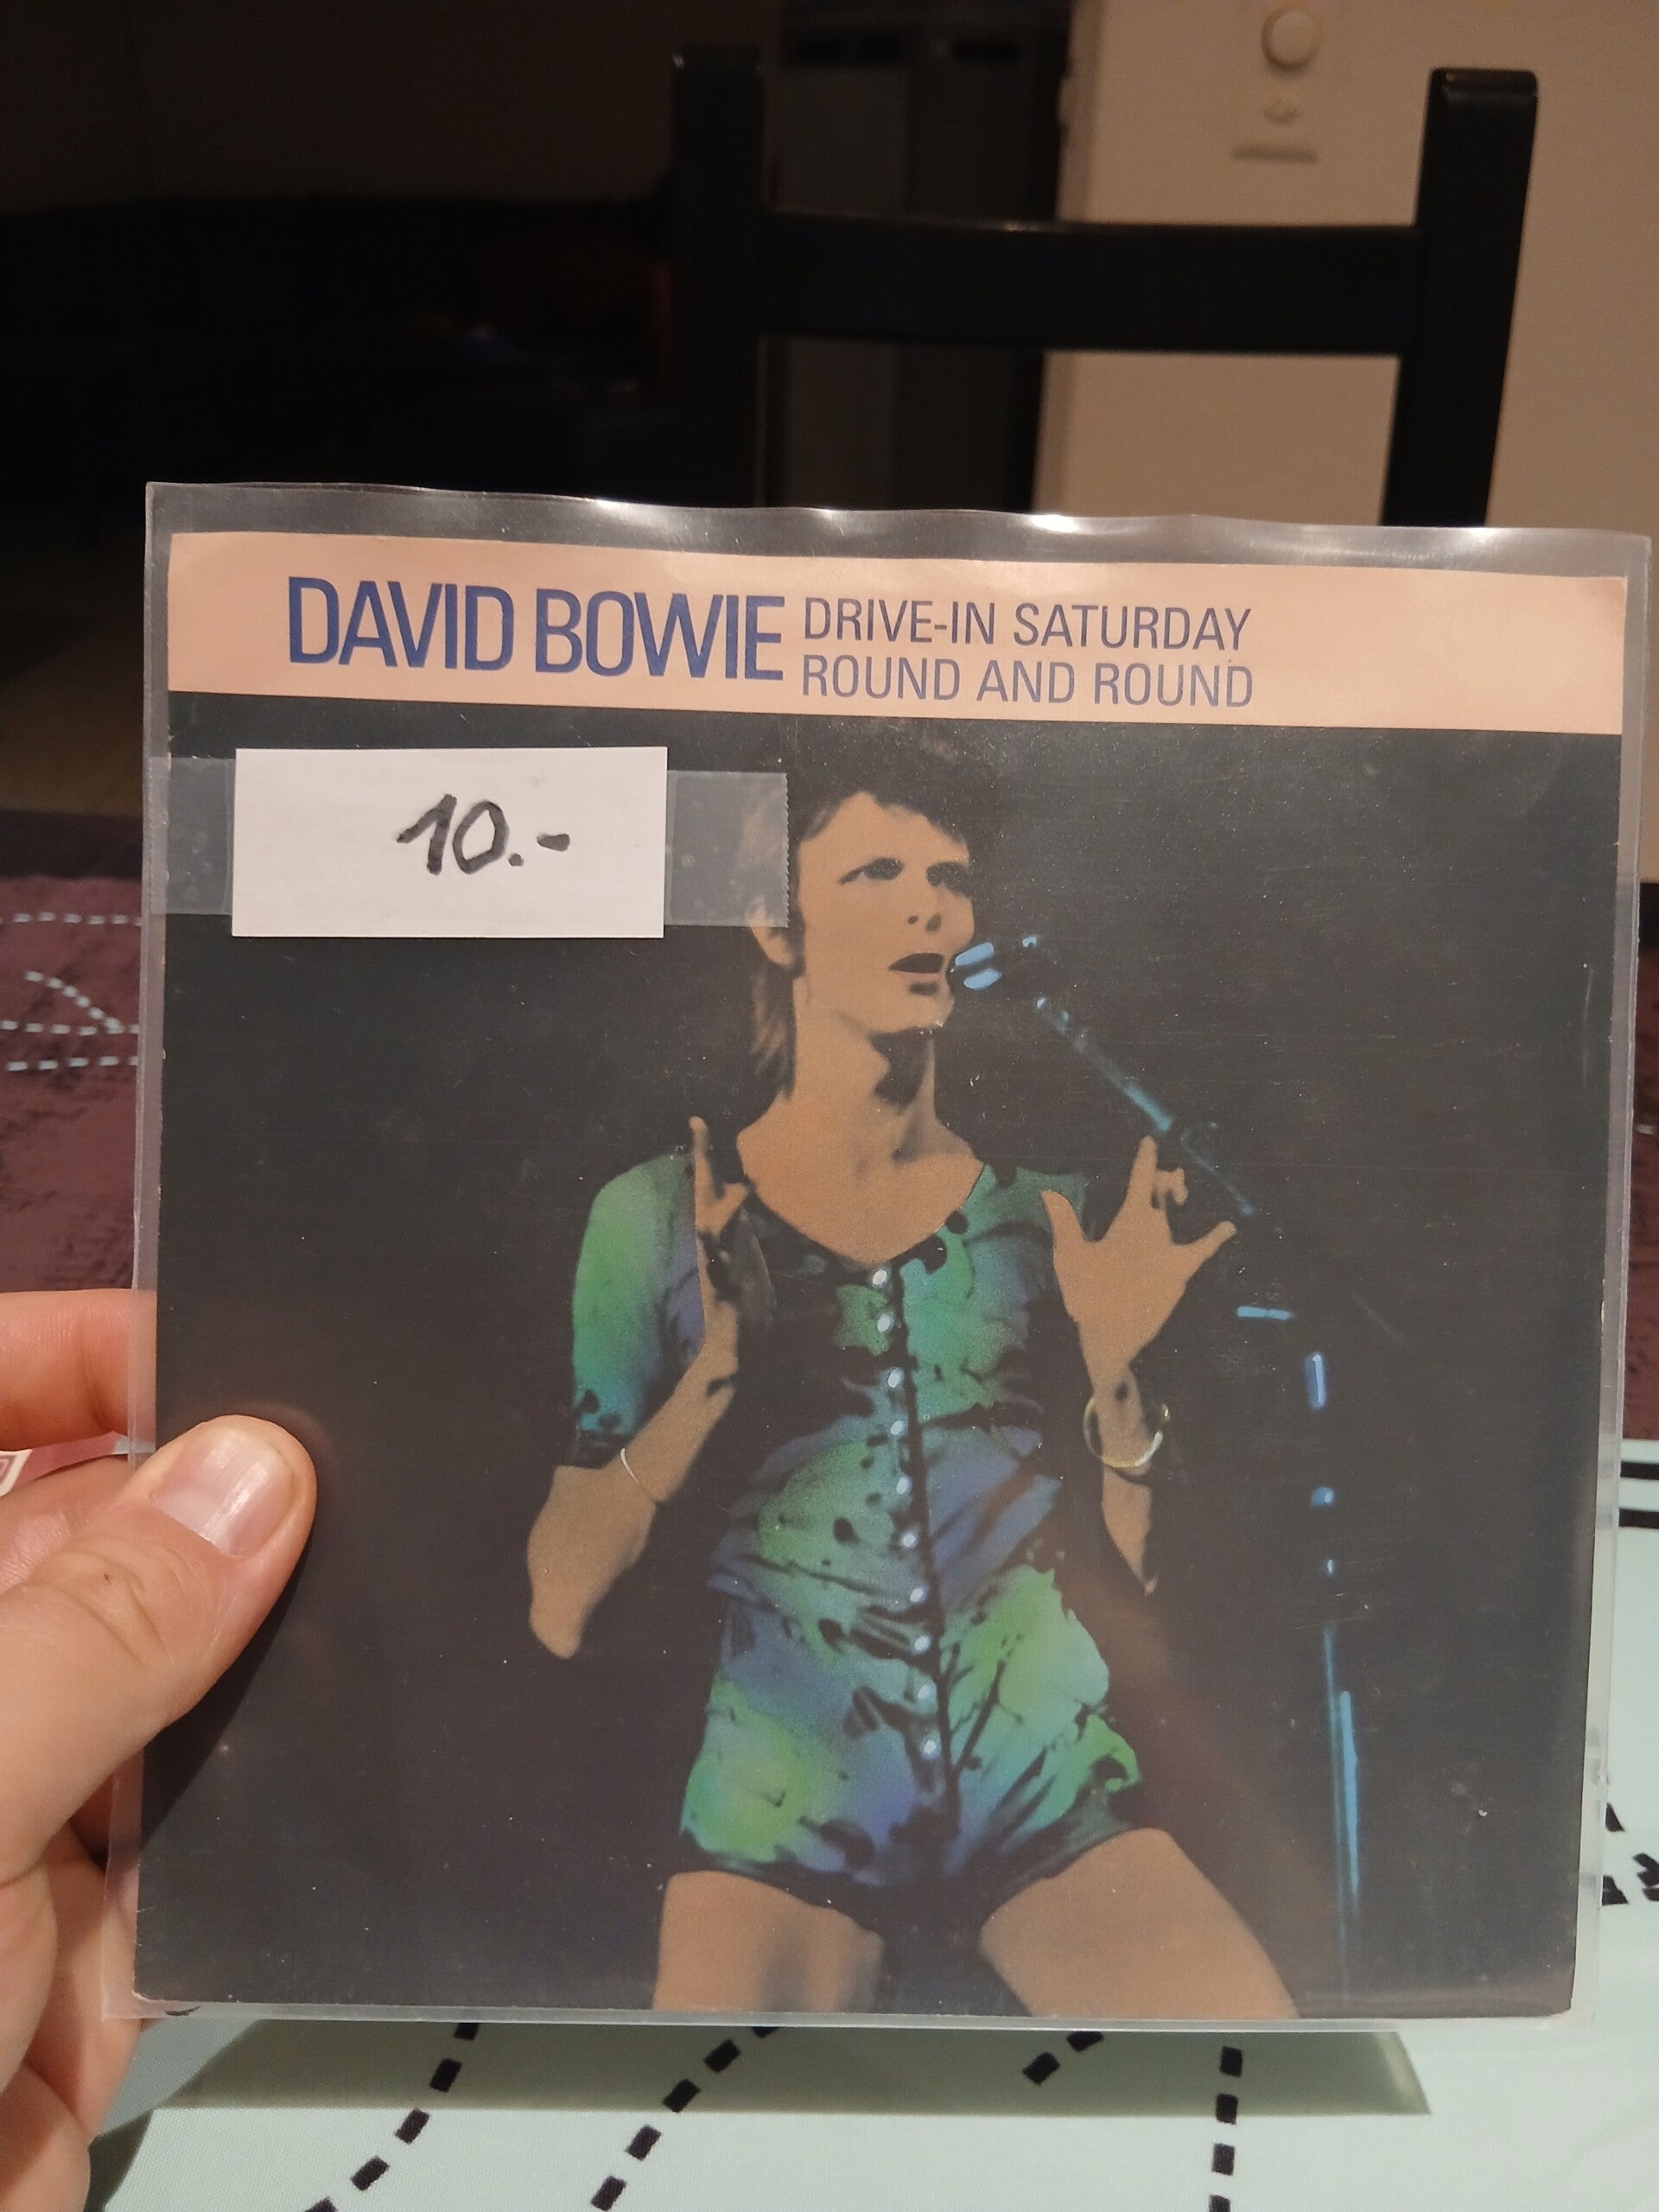 DAVID BOWIE DRIVE-IN SATURDAY
ROUND AND ROUND
10.-